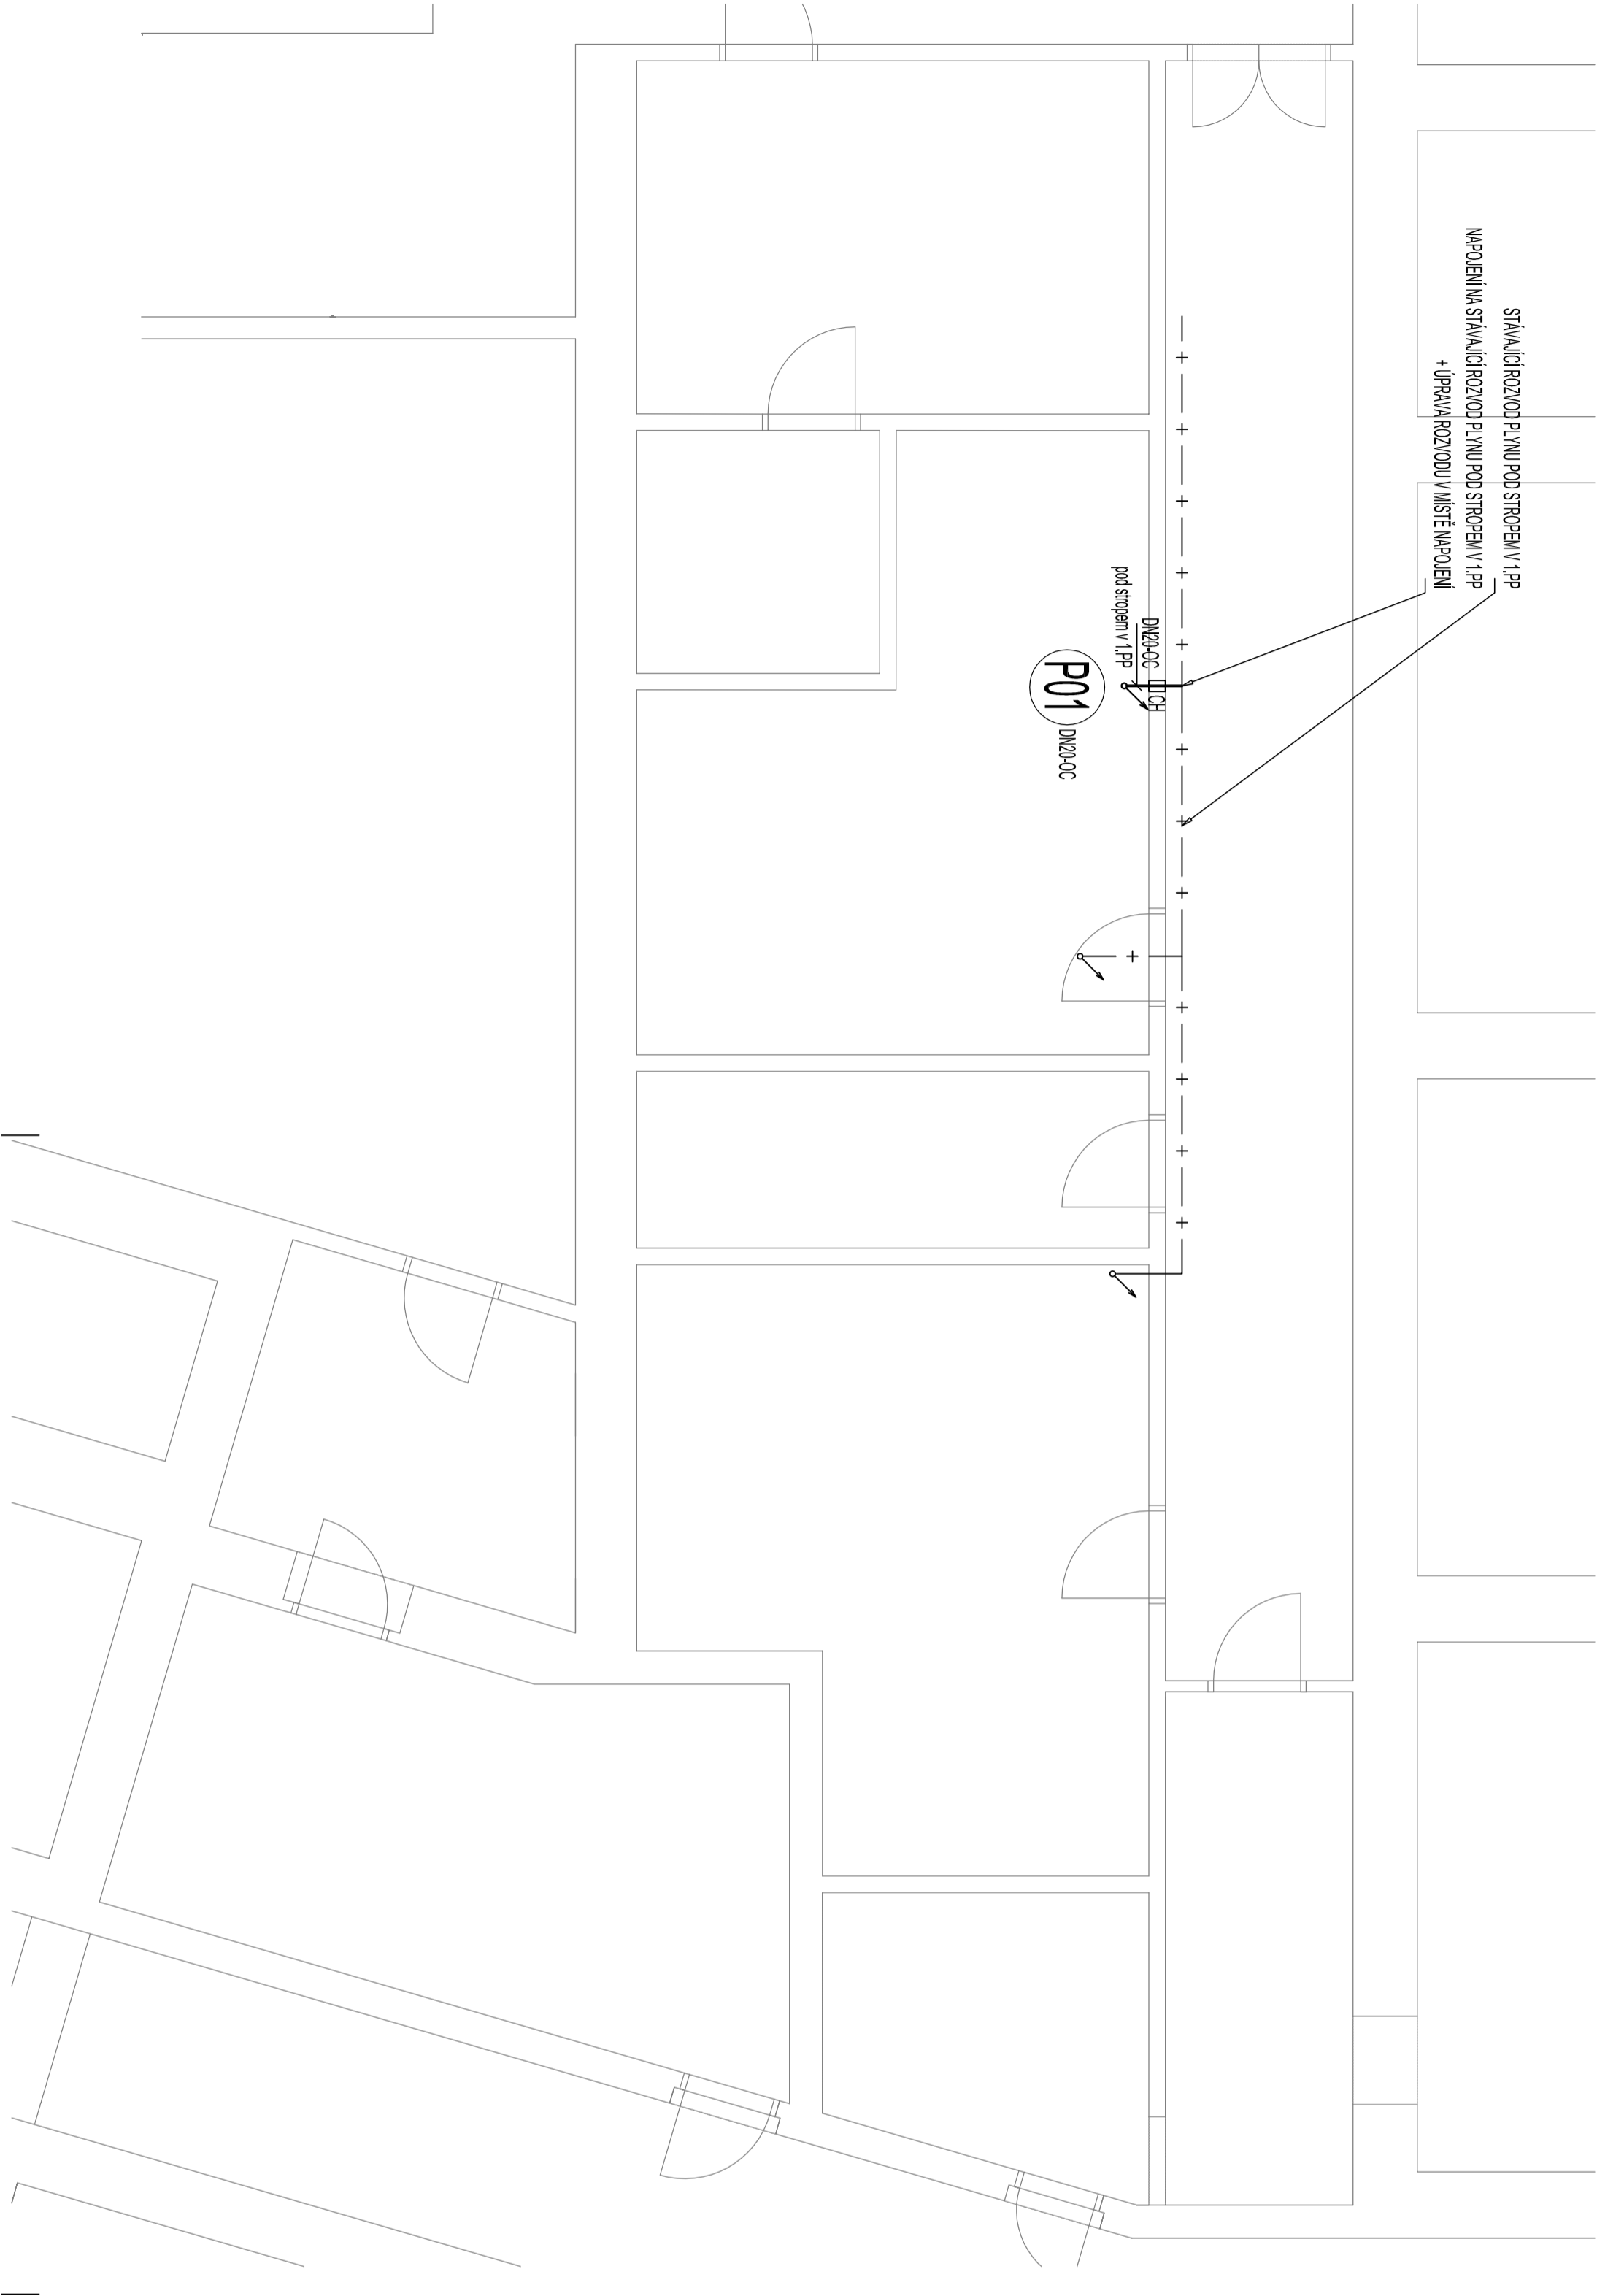 STÁVAJÍCÍ ROZVOD PLYNU POD STROPEM V 1.PP
NAPOJENÍ NA STÁVAJÍCÍ ROZVOD PLYNU POD STROPEM V 1.PP
+ ÚPRAVA ROZVODU V MÍSTĚ NAPOJENÍ
DN20-OC
pod stropem v 1.PP
CH
P01
DN20-OC